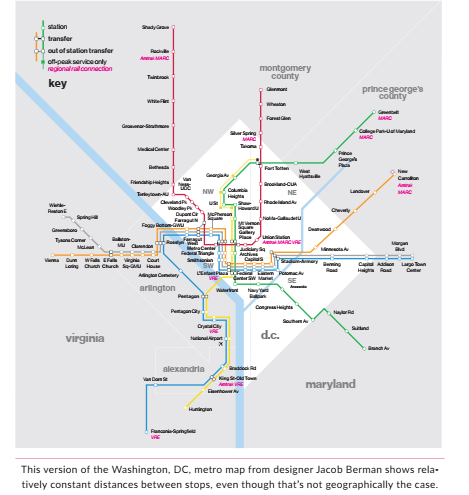 station
transfer
out of station transfer
off-peak service only
regional rail connection
key
Shady Grove
Rockville
Amtrak MARC
Twinbrook
White Flint
Grosvenor-Strathmore
Medical Center
Bethesda
Friendship Heights
Tenleytown-AU
Van
Ness-
UDC
Cleveland Pk
Woodley Pk
Dupont Cir
Farragut N
montgomery
county
Glenmont
Wheaton
Forest Glen
Silver Spring
MARC
Takoma
Fort Totten
Brookland-CUA
Rhode Island Av
NoMa-Gallaudet U
Union Station
Amtrak MARC VRE
Judiciary Sq
prince george's
county
Greenbelt
MARC
College Park-U of Maryland
MARC
Prince
George's
Plaza
West
Hyattsville
New
Carrollton
Amtrak
MARC
Landover
Cheverly
Deanwood
Minnesota Av
NW
NE
SW
SE
Georgia Av
Columbia
Heights
U St
Shaw-
Howard U
McPherson
Square
Mt Vernon
Square
Gallery
Place
Archives
Capitol S
Wiehle-
Reston E
Spring Hill
Greensboro
Tysons Corner
McLean
Ballston-
MU
Clarendon
Vienna
Dunn
Loring
W Falls
Church
E Falls
Church
Virginia
Sq-GMU
Court
House
Foggy Bottom-GWU
Rosslyn
Farragut
West
Metro Center
Federal Triangle
Smithsonian
L'Enfant Plaza
VRE
Federal
Center SW
Eastern
Market
Potomac Av
Stadium-Armory
Benning
Road
Capitol
Heights
Addison
Road
Morgan
Blvd
Largo Town
Center
Arlington Cemetery
arlington
Waterfront
Navy Yard
Ballpark
Anacostia
Congress Heights
Southern Av
Naylor Rd
Suitland
Branch Av
Pentagon
Pentagon City
Crystal City
VRE
National Airport
virginia
d.c.
maryland
alexandria
Braddock Rd
King St-Old Town
Amtrak VRE
Eisenhower Av
Van Dorn St
Huntington
Franconia-Springfield
VRE
This version of the Washington, DC, metro map from designer Jacob Berman shows rela-
tively constant distances between stops, even though that's not geographically the case.